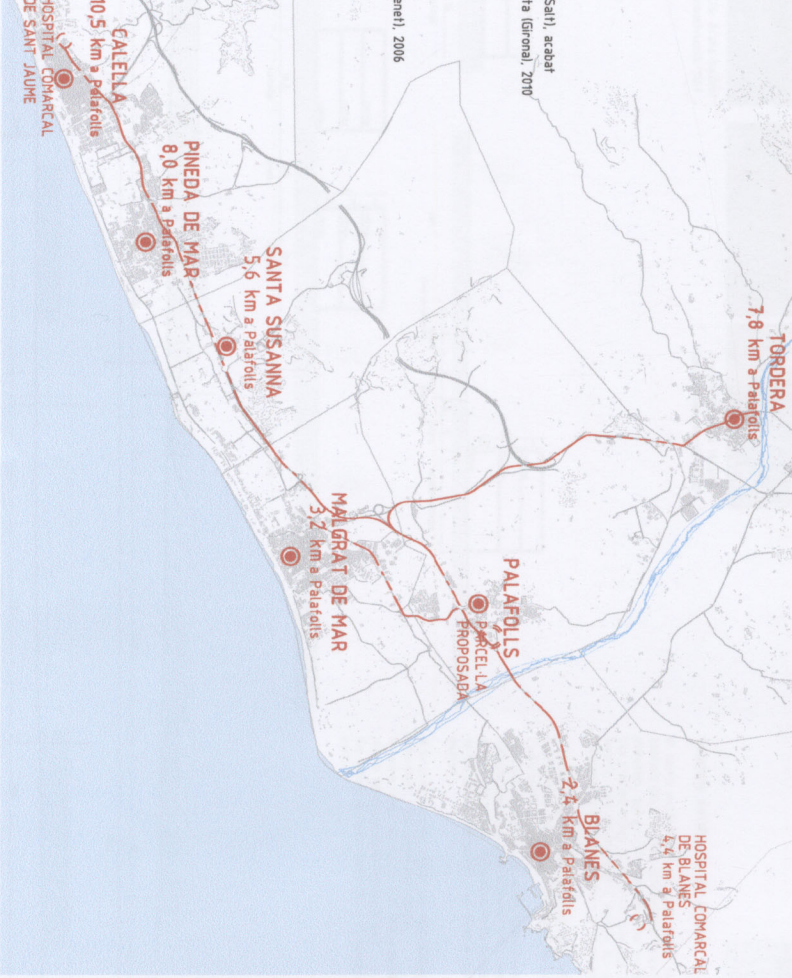 Salt), acabat
ta (Girona), 2010
enet), 2006
TORDERA
7,8 km a Palafolls
HOSPITAL COMARCAL
DE BLANES
4,4 km a Palafolls
BLANES
2,4 km a Palafolls
PALAFOLLS
PARCEL·LA
PROPOSADA
MALGRAT DE MAR
3,2 km a Palafolls
SANTA SUSANNA
5,6 km a Palafolls
PINEDA DE MAR
8,0 km a Palafolls
CALELLA
10,5 km a Palafolls
HOSPITAL COMARCAL
DE SANT JAUME